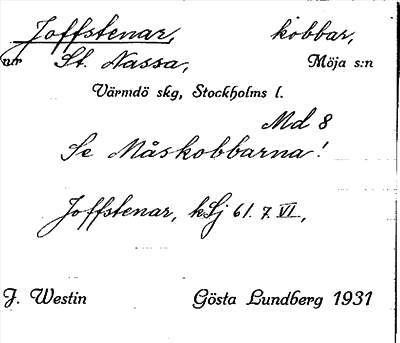 Joffstenar, kobbar,
nr St. Nassa, Möja s:n
Värmdö skg, Stockholms l.
Md 8
Se Måskobbarna!
Joffstenar, kSj 61. 7. VI,
J. Westin Gösta Lundberg 1931